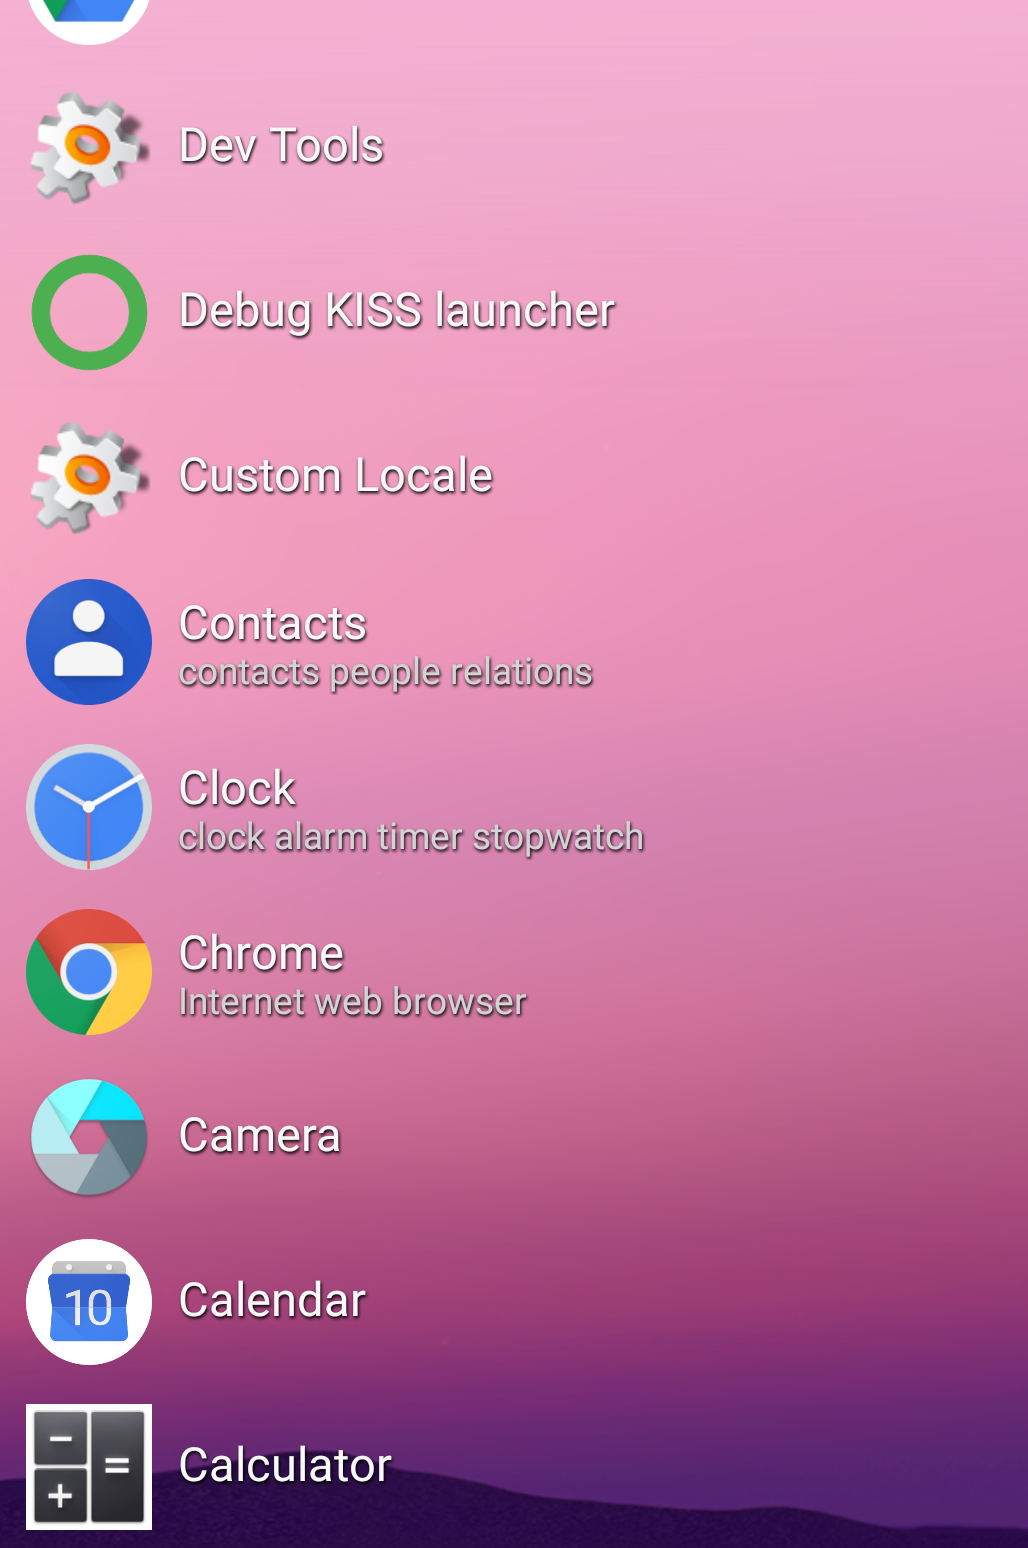 Dev Tools
Debug KISS launcher
Custom Locale
Contacts
contacts people relations
Clock
clock alarm timer stopwatch
Chrome
Internet web browser
Camera
Calendar
10
Calculator
− =
+